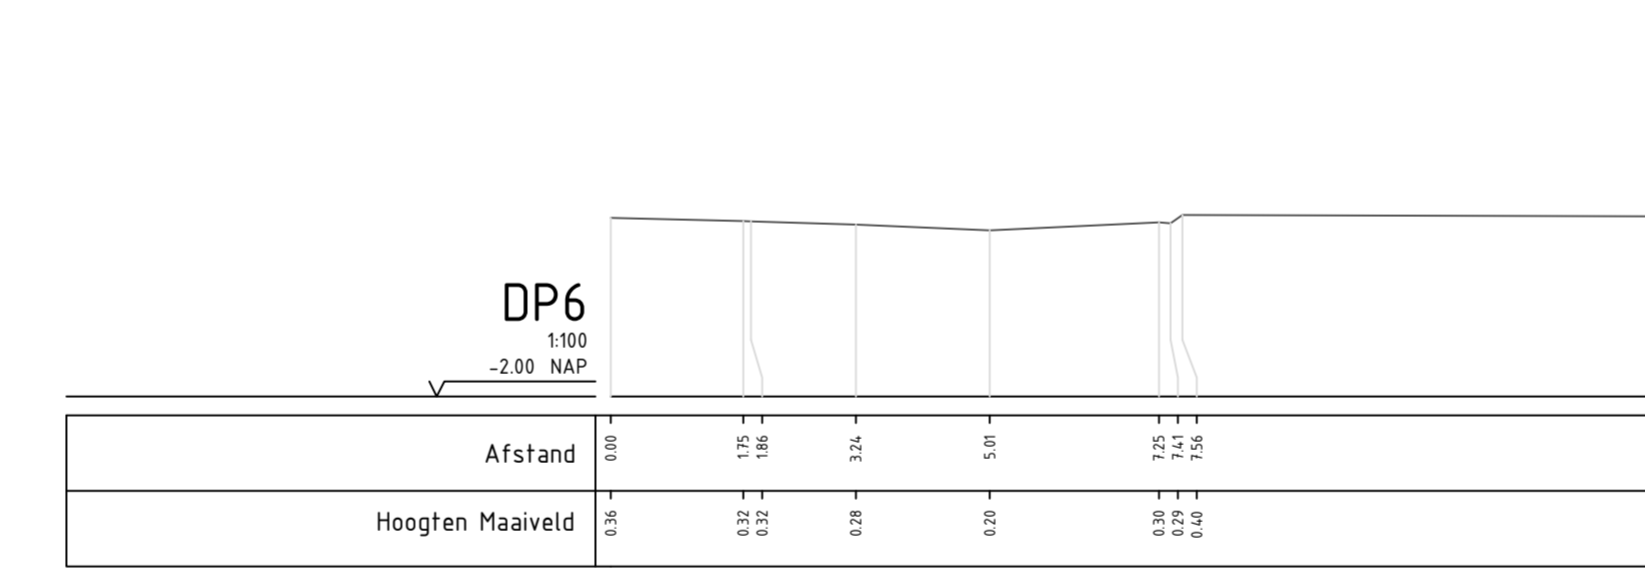 DP6
1:100
-2.00 NAP
Afstand 0.00 1.75 1.86 3.24 5.01 7.25 7.41 7.56
Hoogten Maaiveld 0.36 0.32 0.32 0.28 0.20 0.30 0.29 0.40